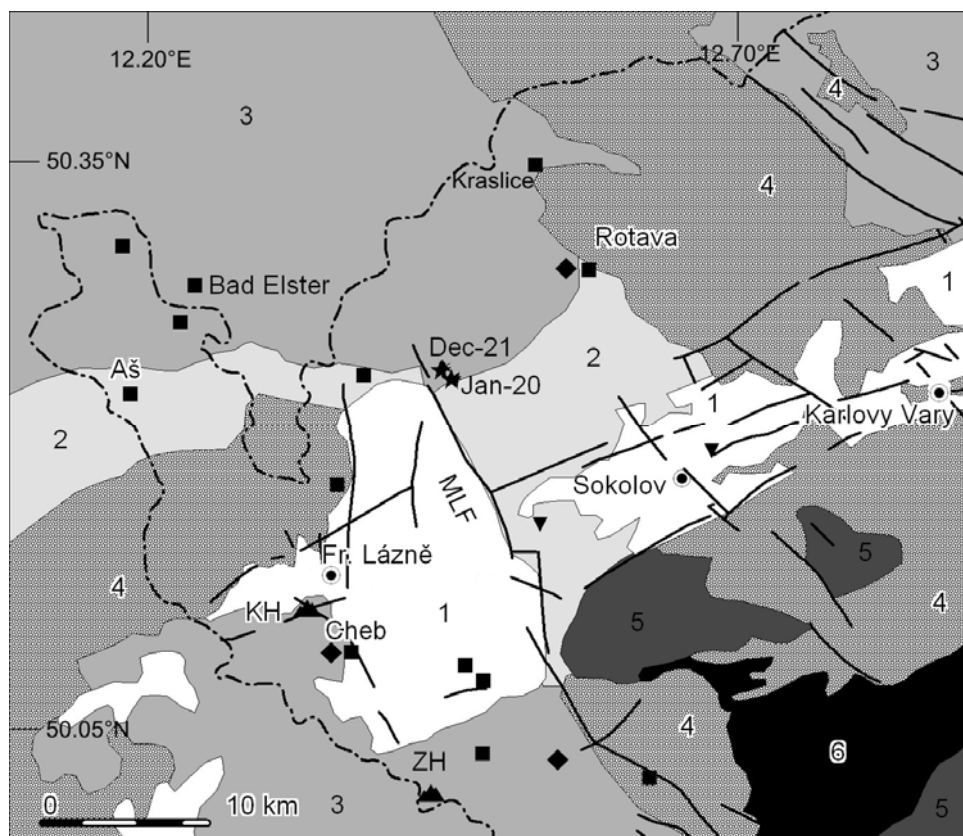 12.20°E
12.70°E
3
3
4
50.35°N
Kraslice
4
Rotava
1
Bad Elster
Dec-21
2
Aš
Jan-20
1
Karlovy Vary
2
MLF
Sokolov
Fr. Lázně
5
4
4
KH
1
5
Cheb
50.05°N
4
6
ZH
0
10 km
3
5